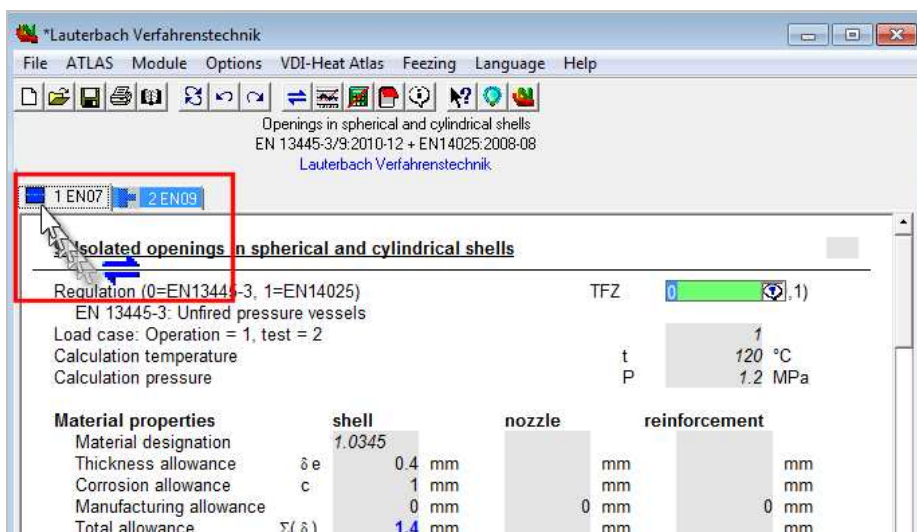 *Lauterbach Verfahrenstechnik
File ATLAS Module Options VDI-Heat Atlas Feezing Language Help
Openings in spherical and cylindrical shells
EN 13445-3/9:2010-12 + EN14025:2008-08
Lauterbach Verfahrenstechnik
1 EN07 2 EN09
Isolated openings in spherical and cylindrical shells
Regulation (0=EN13445-3, 1=EN14025) TFZ 0 ,1)
EN 13445-3: Unfired pressure vessels
Load case: Operation = 1, test = 2 1
Calculation temperature t 120 °C
Calculation pressure P 1.2 MPa
Material properties shell nozzle reinforcement
Material designation 1.0345
Thickness allowance δ e 0.4 mm mm mm
Corrosion allowance c 1 mm mm mm
Manufacturing allowance 0 mm 0 mm 0 mm
Total allowance Σ(δ) 1.4 mm mm mm